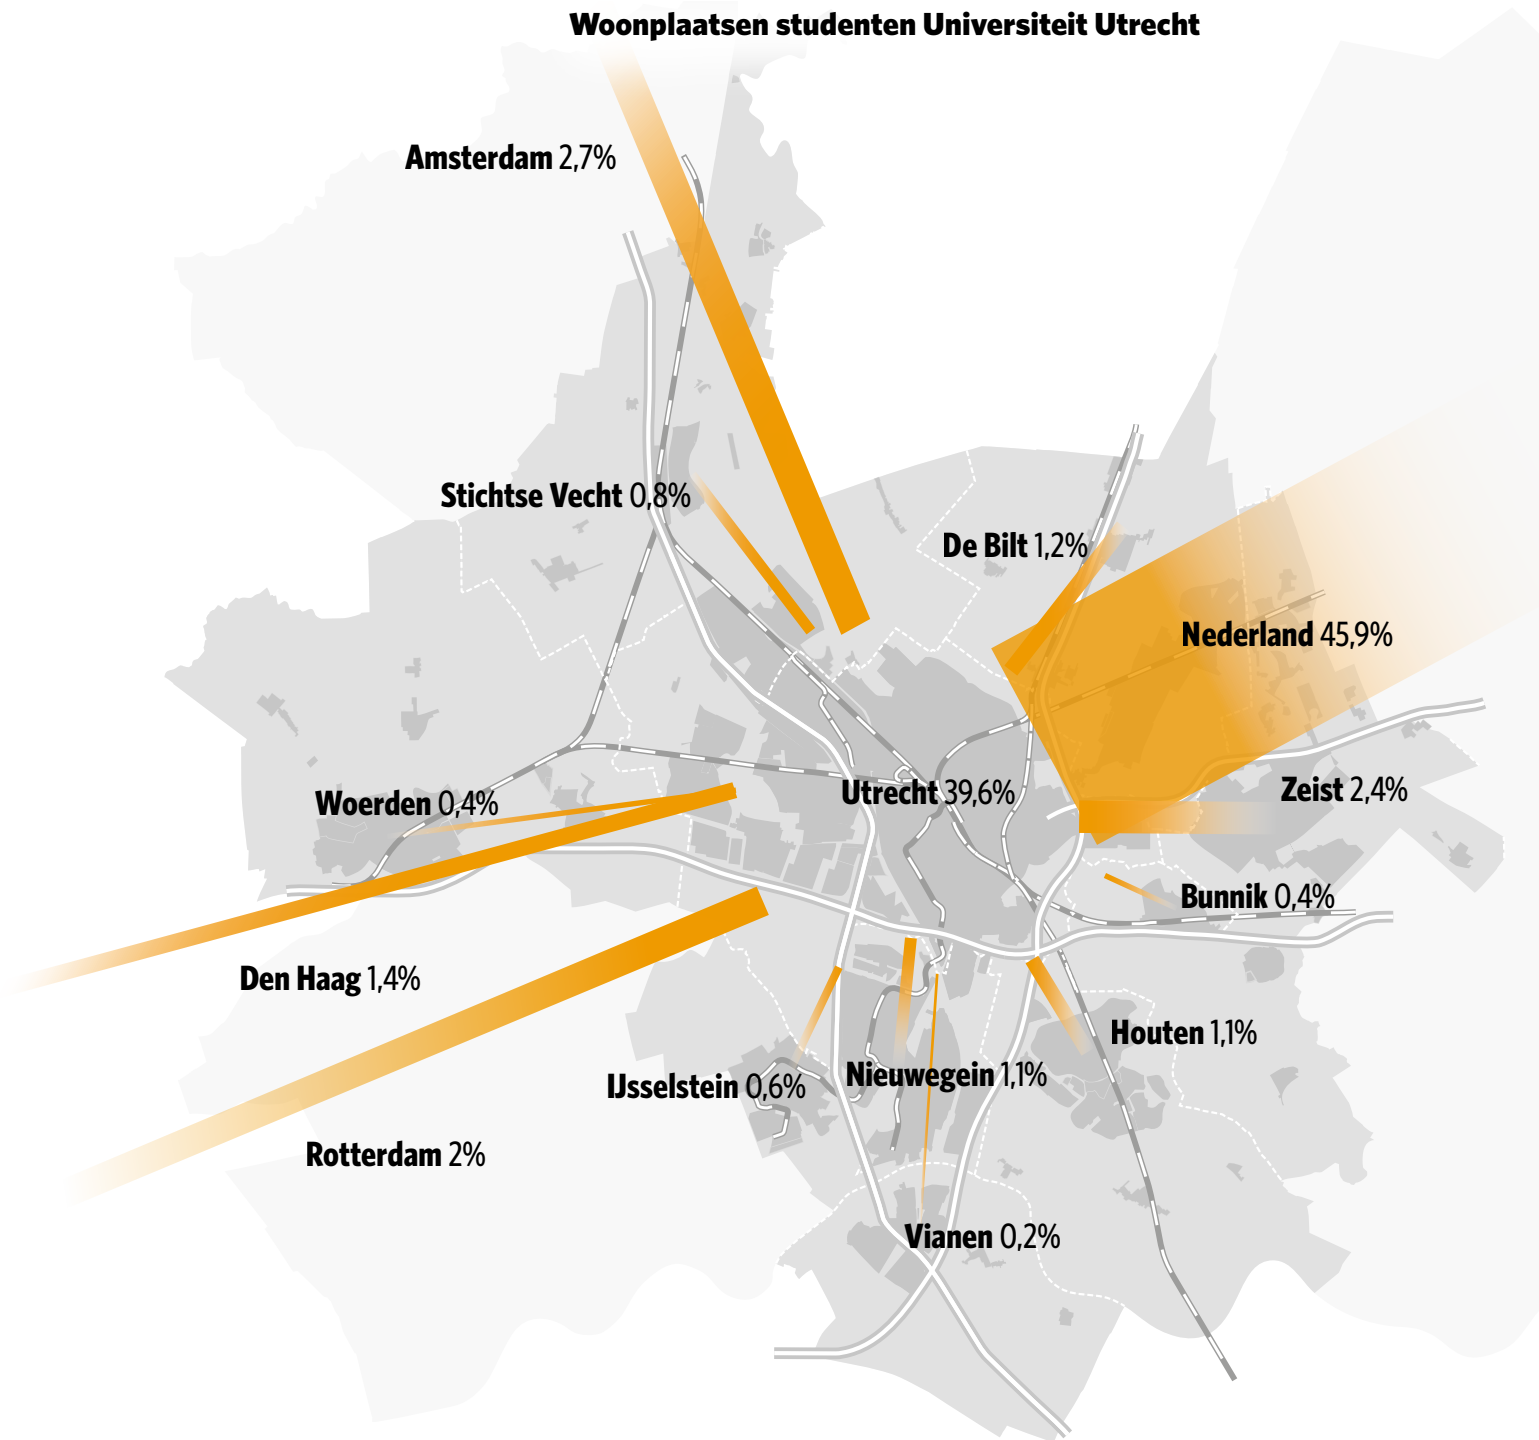 Woonplaatsen studenten Universiteit Utrecht
Amsterdam 2,7%
Stichtse Vecht 0,8%
De Bilt 1,2%
Nederland 45,9%
Woerden 0,4%
Utrecht 39,6%
Zeist 2,4%
Bunnik 0,4%
Den Haag 1,4%
Houten 1,1%
IJsselstein 0,6%
Nieuwegein 1,1%
Rotterdam 2%
Vianen 0,2%